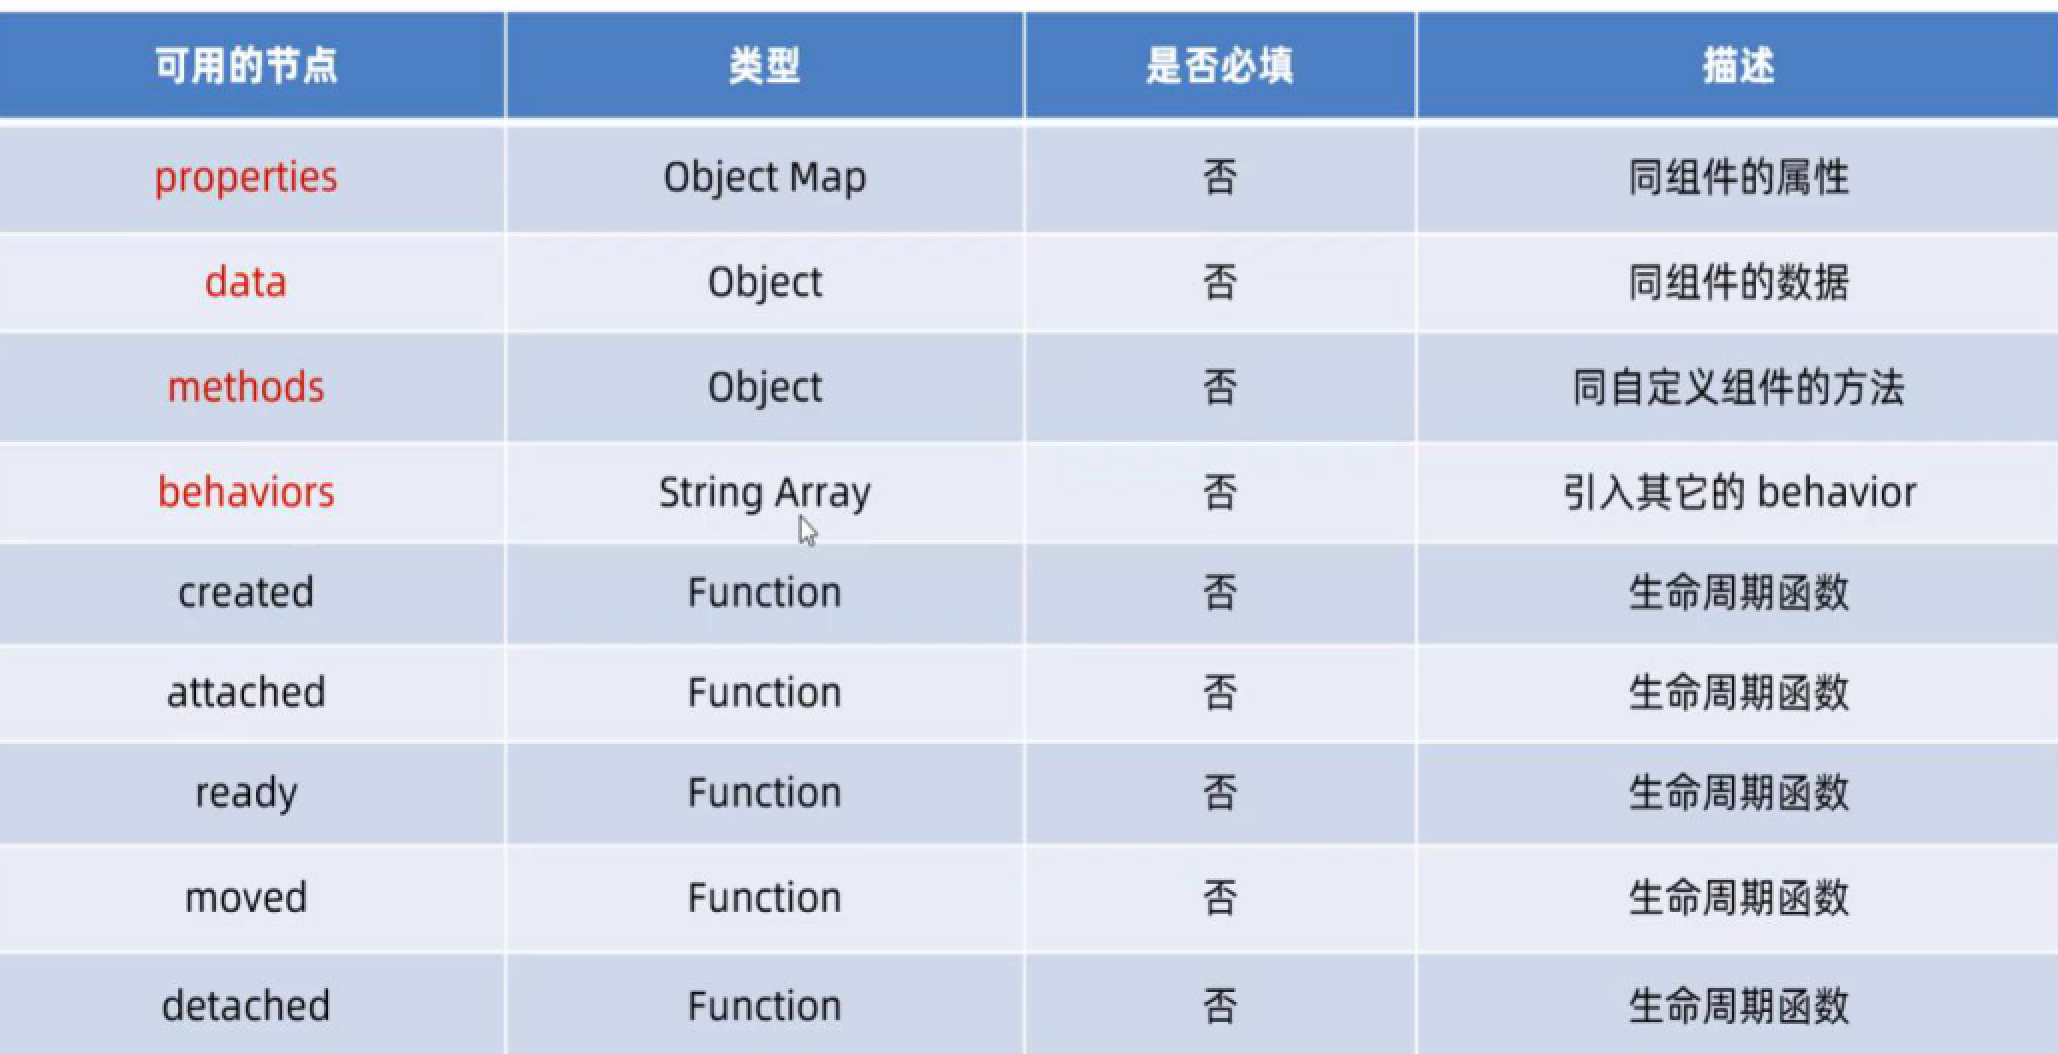 可用的节点 类型 是否必填 描述
properties Object Map 否 同组件的属性
data Object 否 同组件的数据
methods Object 否 同自定义组件的方法
behaviors String Array 否 引入其它的 behavior
created Function 否 生命周期函数
attached Function 否 生命周期函数
ready Function 否 生命周期函数
moved Function 否 生命周期函数
detached Function 否 生命周期函数